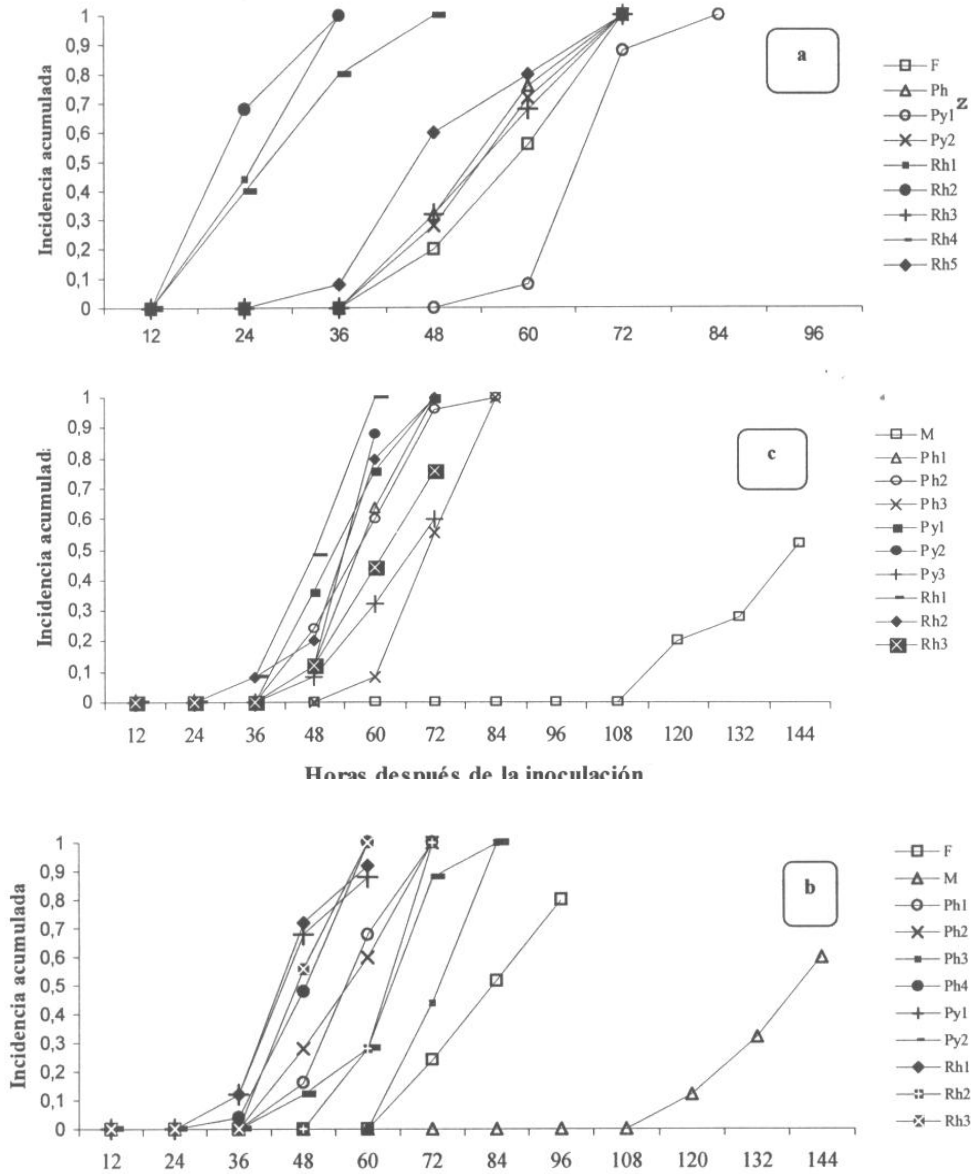 Incidencia acumulada
1
0,9
0,8
0,7
0,6
0,5
0,4
0,3
0,2
0,1
0
12 24 36 48 60 72 84 96
a
F
Ph
Py1 z
Py2
Rh1
Rh2
Rh3
Rh4
Rh5
Incidencia acumulad
1
0,9
0,8
0,7
0,6
0,5
0,4
0,3
0,2
0,1
0
12 24 36 48 60 72 84 96 108 120 132 144
c
M
Ph1
Ph2
Ph3
Py1
Py2
Py3
Rh1
Rh2
Rh3
Horas después de la inoculación
Incidencia acumulada
1
0,9
0,8
0,7
0,6
0,5
0,4
0,3
0,2
0,1
0
12 24 36 48 60 72 84 96 108 120 132 144
b
F
M
Ph1
Ph2
Ph3
Ph4
Py1
Py2
Rh1
Rh2
Rh3